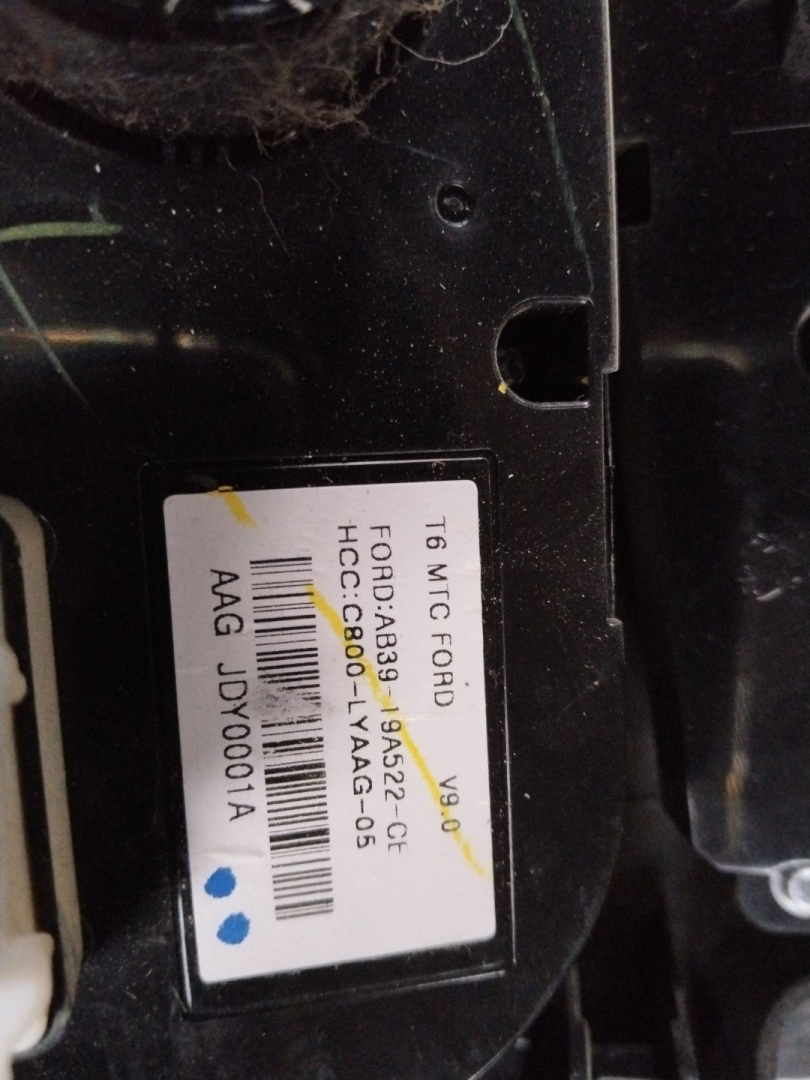 T6 MTC FORD V9.0
FORD:AB39-19A522-CE
HCC:C800-LYAAG-05
AAG JDY0001A